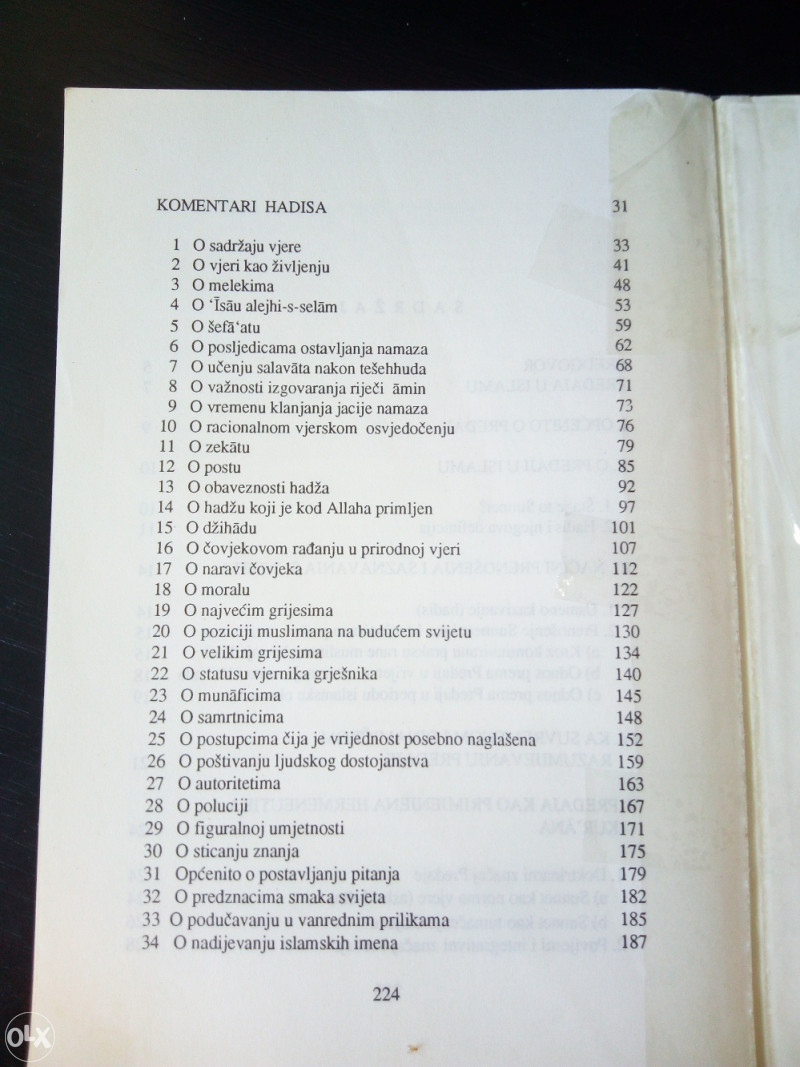 KOMENTARI HADISA 31
1 O sadržaju vjere 33
2 O vjeri kao življenju 41
3 O melekima 48
4 O ‘Īsāu alejhi-s-selām 53
5 O šefā‘atu 59
6 O posljedicama ostavljanja namaza 62
7 O učenju salavāta nakon tešehhuda 68
8 O važnosti izgovaranja riječi āmin 71
9 O vremenu klanjanja jacije namaza 73
10 O racionalnom vjerskom osvjedočenju 76
11 O zekātu 79
12 O postu 85
13 O obaveznosti hadža 92
14 O hadžu koji je kod Allaha primljen 97
15 O džihādu 101
16 O čovjekovom rađanju u prirodnoj vjeri 107
17 O naravi čovjeka 112
18 O moralu 122
19 O najvećim grijesima 127
20 O poziciji muslimana na budućem svijetu 130
21 O velikim grijesima 134
22 O statusu vjernika grješnika 140
23 O munāficima 145
24 O samrtnicima 148
25 O postupcima čija je vrijednost posebno naglašena 152
26 O poštivanju ljudskog dostojanstva 159
27 O autoritetima 163
28 O poluciji 167
29 O figuralnoj umjetnosti 171
30 O sticanju znanja 175
31 Općenito o postavljanju pitanja 179
32 O predznacima smaka svijeta 182
33 O podučavanju u vanrednim prilikama 185
34 O nadijevanju islamskih imena 187
224
OLX